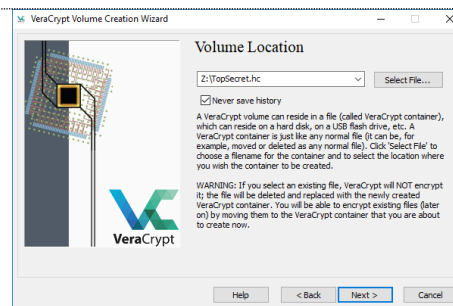 VeraCrypt Volume Creation Wizard
Volume Location
Z:\TopSecret.hc
Select File...
Never save history
A VeraCrypt volume can reside in a file (called VeraCrypt container),
which can reside on a hard disk, on a USB flash drive, etc. A
VeraCrypt container is just like any normal file (it can be, for
example, moved or deleted as any normal file). Click 'Select File' to
choose a filename for the container and to select the location where
you wish the container to be created.
WARNING: If you select an existing file, VeraCrypt will NOT encrypt
it; the file will be deleted and replaced with the newly created
VeraCrypt container. You will be able to encrypt existing files (later
on) by moving them to the VeraCrypt container that you are about
to create now.
VeraCrypt
Help
< Back
Next >
Cancel